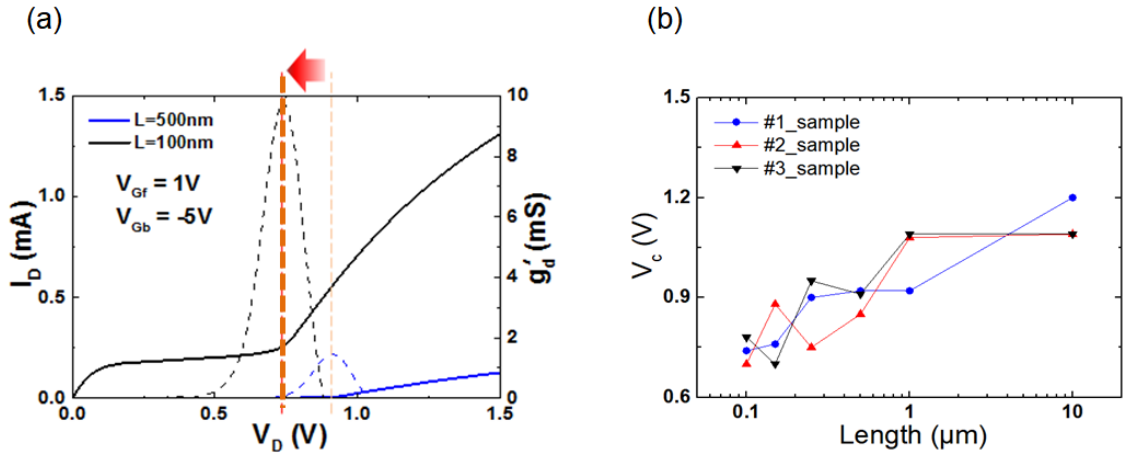 (a)
1.5
1.0
0.5
0.0
I_D (mA)
L=500nm
L=100nm
V_Gf = 1V
V_Gb = -5V
10
8
6
4
2
0
g_d′ (mS)
0.0 0.5 1.0 1.5
V_D (V)
(b)
1.5
1.2
0.9
0.6
V_c (V)
#1_sample
#2_sample
#3_sample
0.1 1 10
Length (μm)